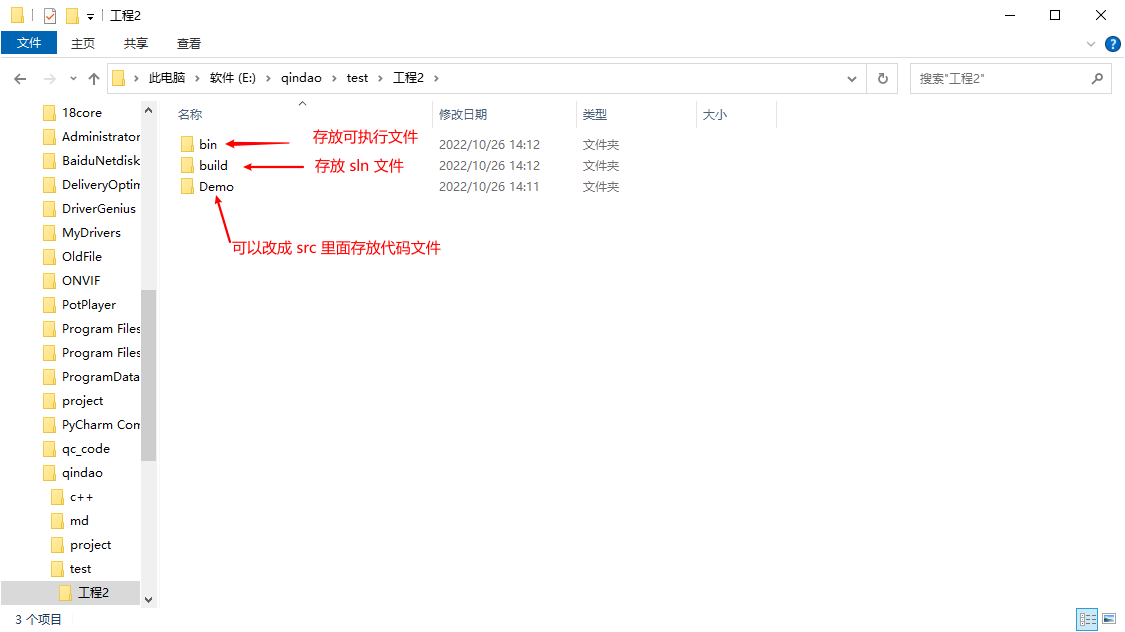 工程2
文件 主页 共享 查看
此电脑 软件 (E:) qindao test 工程2 搜索"工程2"
名称 修改日期 类型 大小
bin 存放可执行文件 2022/10/26 14:12 文件夹
build 存放 sln 文件 2022/10/26 14:12 文件夹
Demo 2022/10/26 14:11 文件夹
可以改成 src 里面存放代码文件
18core
Administrator
BaiduNetdisk
DeliveryOptim
DriverGenius
MyDrivers
OldFile
ONVIF
PotPlayer
Program Files
Program Files
ProgramData
project
PyCharm Com
qc_code
qindao
c++
md
project
test
工程2
3 个项目